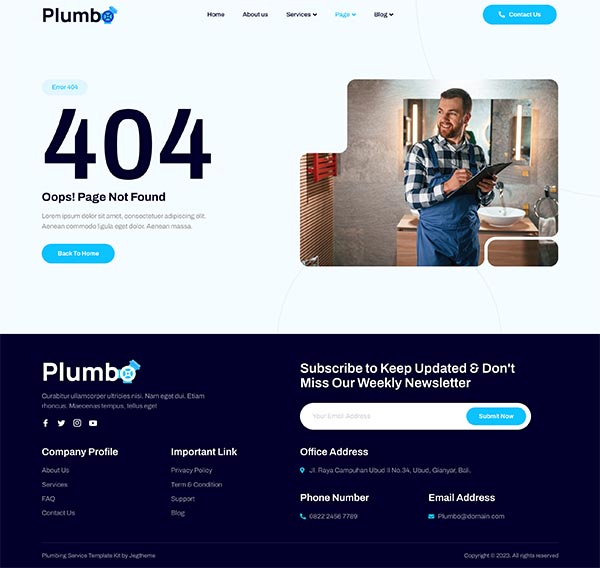 Plumbo
Home
About us
Services
Page
Blog
Contact Us
Error 404
404
Oops! Page Not Found
Lorem ipsum dolor sit amet, consectetuer adipiscing elit.
Aenean commodo ligula eget dolor. Aenean massa.
Back To Home
Plumbo
Curabitur ullamcorper ultricies nisi. Nam eget dui. Etiam
rhoncus. Maecenas tempus, tellus eget
Company Profile
About Us
Services
FAQ
Contact Us
Important Link
Privacy Policy
Term & Condition
Support
Blog
Subscribe to Keep Updated & Don't
Miss Our Weekly Newsletter
Your Email Address
Submit Now
Office Address
Jl. Raya Campuhan Ubud II No.34, Ubud, Gianyar, Bali.
Phone Number
0822 2456 7789
Email Address
Plumbo@domain.com
Plumbing Service Template Kit by Jegtheme
Copyright © 2023. All rights reserved